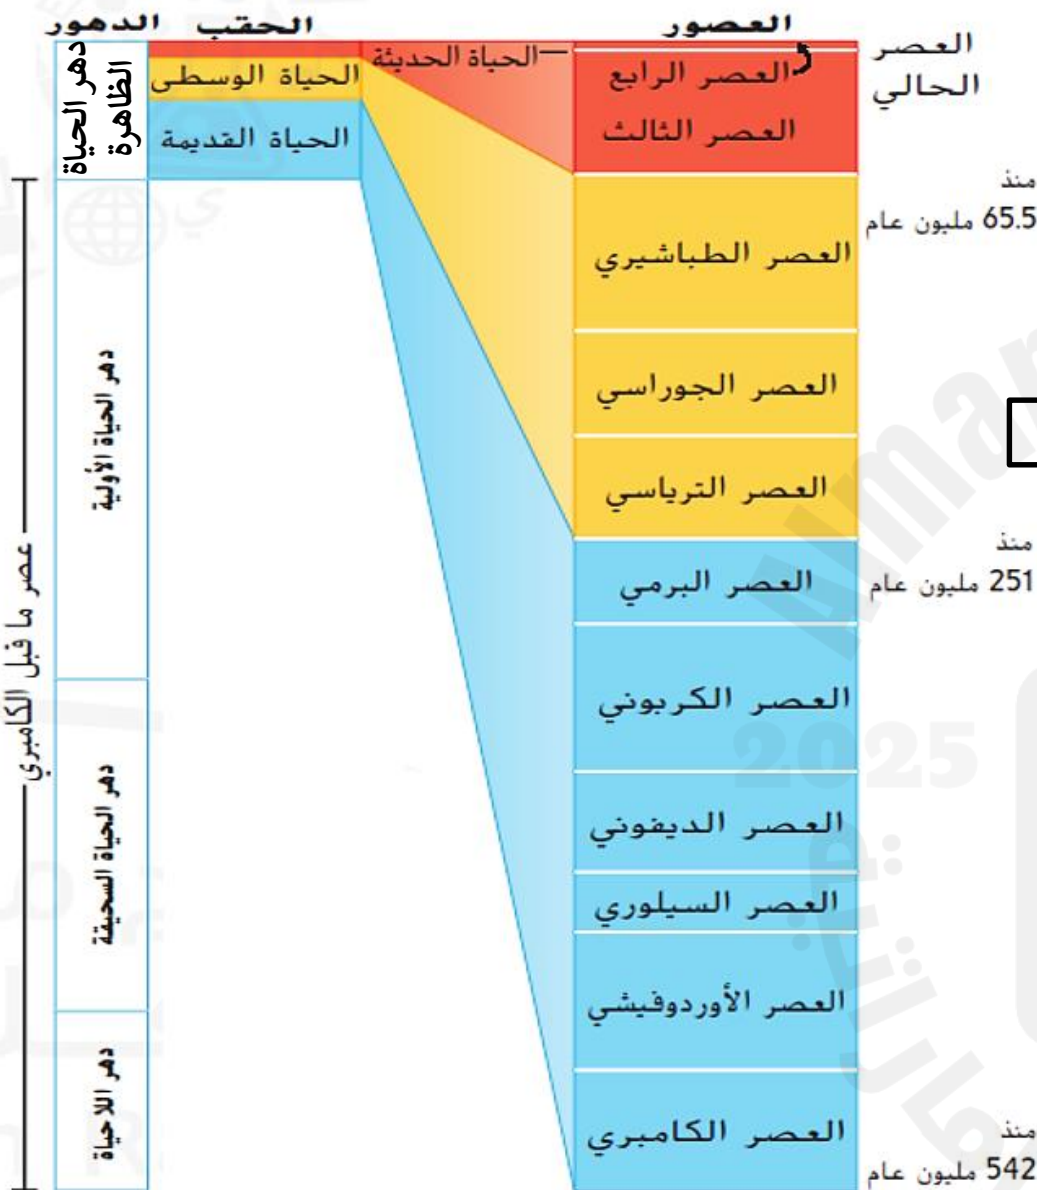 العصور
الحقب
الدهور
العصر
الحالي
العصر الرابع
العصر الثالث
الحياة الحديثة
الحياة الوسطى
الحياة القديمة
دهر الحياة
الظاهرة
منذ
65.5 مليون عام
العصر الطباشيري
العصر الجوراسي
العصر الترياسي
منذ
251 مليون عام
العصر البرمي
العصر الكربوني
العصر الديفوني
العصر السيلوري
العصر الأوردوفيشي
العصر الكامبري
منذ
542 مليون عام
دهر الحياة الأولية
دهر الحياة السحيقة
دهر اللاحياة
عصر ما قبل الكامبري
2025